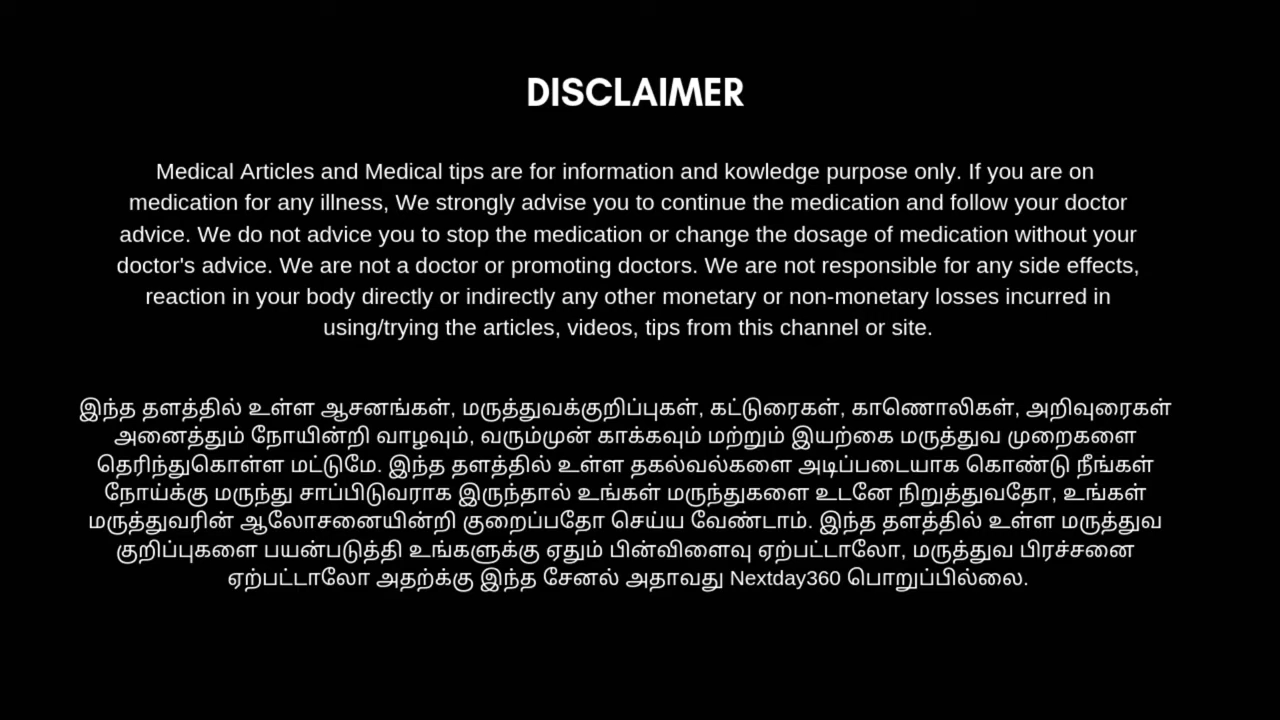 DISCLAIMER
Medical Articles and Medical tips are for information and kowledge purpose only. If you are on
medication for any illness, We strongly advise you to continue the medication and follow your doctor
advice. We do not advice you to stop the medication or change the dosage of medication without your
doctor's advice. We are not a doctor or promoting doctors. We are not responsible for any side effects,
reaction in your body directly or indirectly any other monetary or non-monetary losses incurred in
using/trying the articles, videos, tips from this channel or site.
இந்த தளத்தில் உள்ள ஆசனங்கள், மருத்துவக்குறிப்புகள், கட்டுரைகள், காணொலிகள், அறிவுரைகள்
அனைத்தும் நோயின்றி வாழவும், வரும்முன் காக்கவும் மற்றும் இயற்கை மருத்துவ முறைகளை
தெரிந்துகொள்ள மட்டுமே. இந்த தளத்தில் உள்ள தகல்வல்களை அடிப்படையாக கொண்டு நீங்கள்
நோய்க்கு மருந்து சாப்பிடுவராக இருந்தால் உங்கள் மருந்துகளை உடனே நிறுத்துவதோ, உங்கள்
மருத்துவரின் ஆலோசனையின்றி குறைப்பதோ செய்ய வேண்டாம். இந்த தளத்தில் உள்ள மருத்துவ
குறிப்புகளை பயன்படுத்தி உங்களுக்கு ஏதும் பின்விளைவு ஏற்பட்டாலோ, மருத்துவ பிரச்சனை
ஏற்பட்டாலோ அதற்க்கு இந்த சேனல் அதாவது Nextday360 பொறுப்பில்லை.